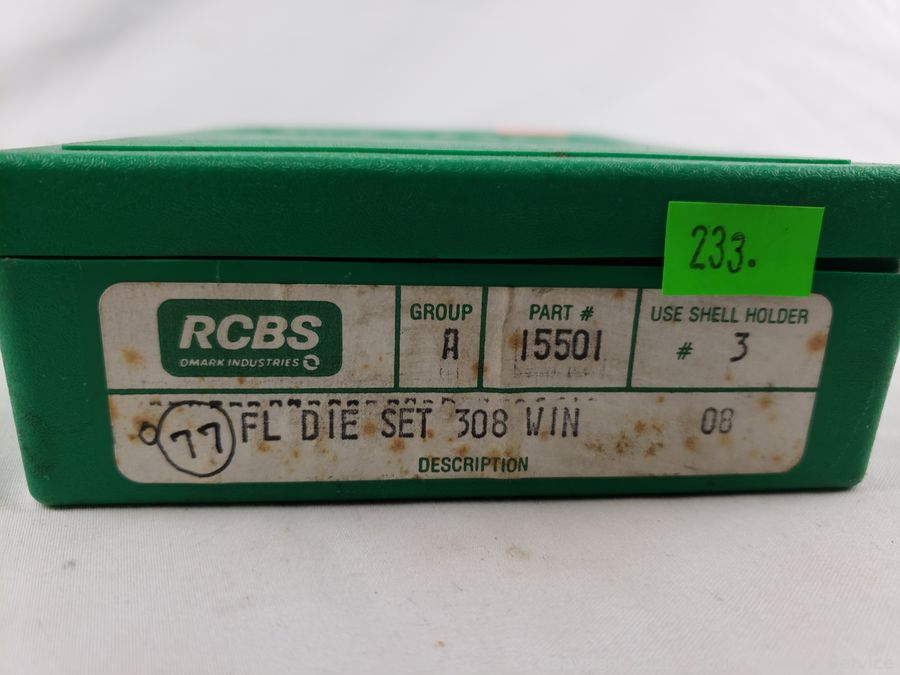 233.
RCBS
OMARK INDUSTRIES
GROUP
A
PART #
15501
USE SHELL HOLDER
# 3
77 FL DIE SET 308 WIN 08
DESCRIPTION